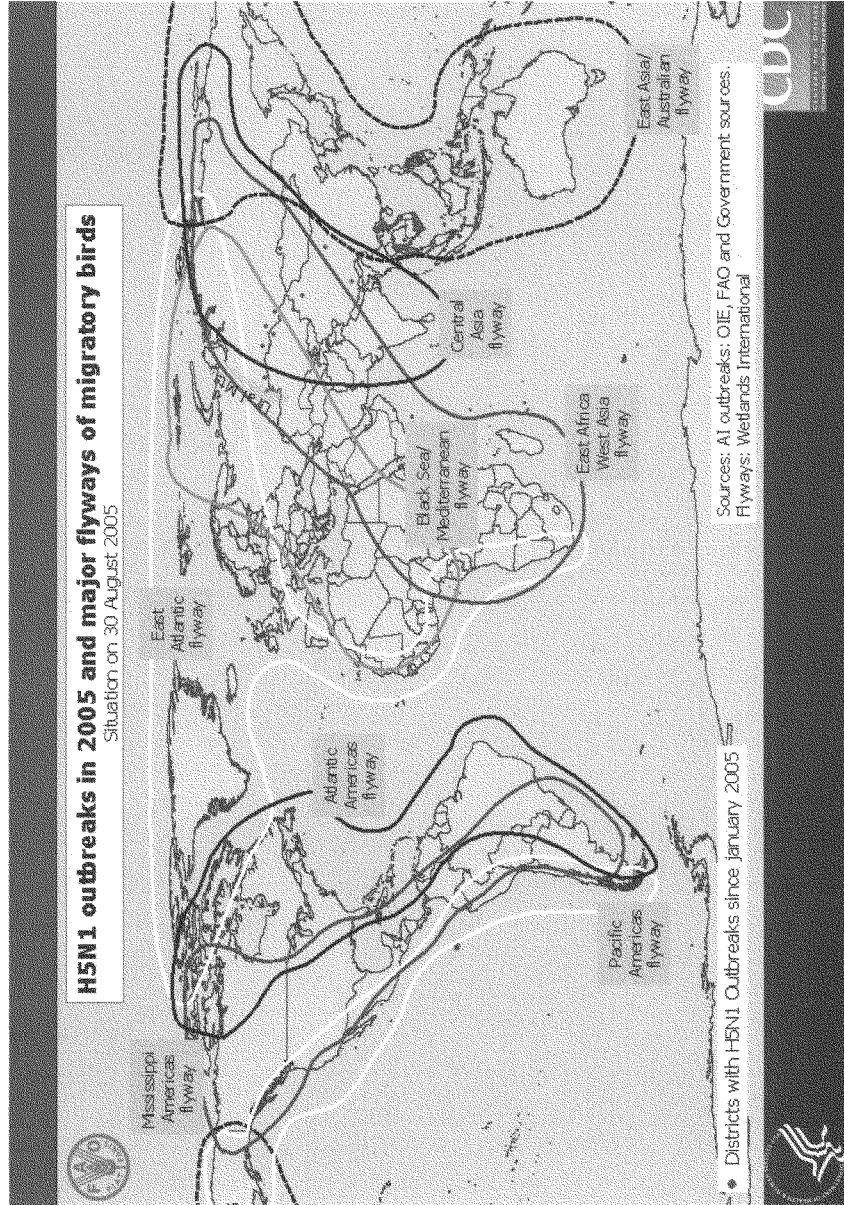 H5N1 outbreaks in 2005 and major flyways of migratory birds
Situation on 30 August 2005
FAO
Mississippi
Americas
flyway
East
Atlantic
flyway
Ural Mts
Atlantic
Americas
flyway
Central
Asia
flyway
Black Sea/
Mediterranean
flyway
East Africa
West Asia
flyway
East Asia/
Australian
flyway
Pacific
Americas
flyway
● Districts with H5N1 Outbreaks since january 2005
Sources: AI outbreaks: OIE, FAO and Government sources.
Flyways: Wetlands International
CDC